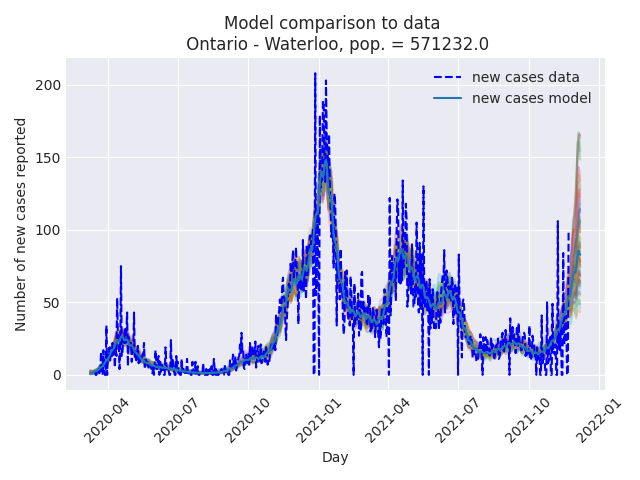 Model comparison to data
Ontario - Waterloo, pop. = 571232.0
new cases data
new cases model
Number of new cases reported
200
150
100
50
0
2020-04
2020-07
2020-10
2021-01
2021-04
2021-07
2021-10
2022-01
Day